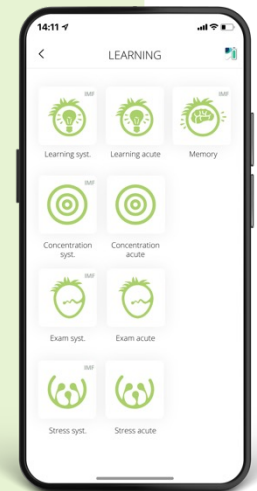 14:11
LEARNING
IMF
IMF
Learning syst.
Learning acute
Memory
IMF
Concentration
syst.
Concentration
acute
IMF
Exam syst.
Exam acute
IMF
Stress syst.
Stress acute